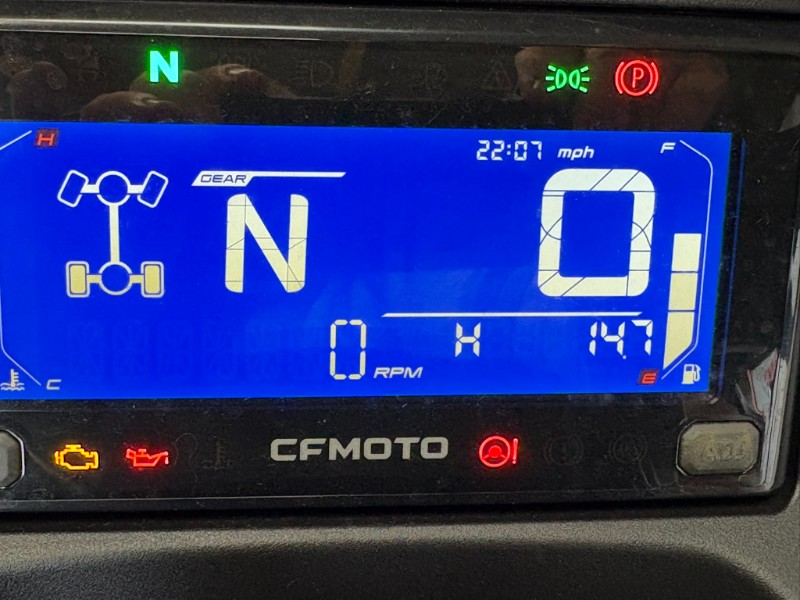 N P
H 22:07 mph F
GEAR
N 0
0 RPM H 14.7
C E
CFMOTO